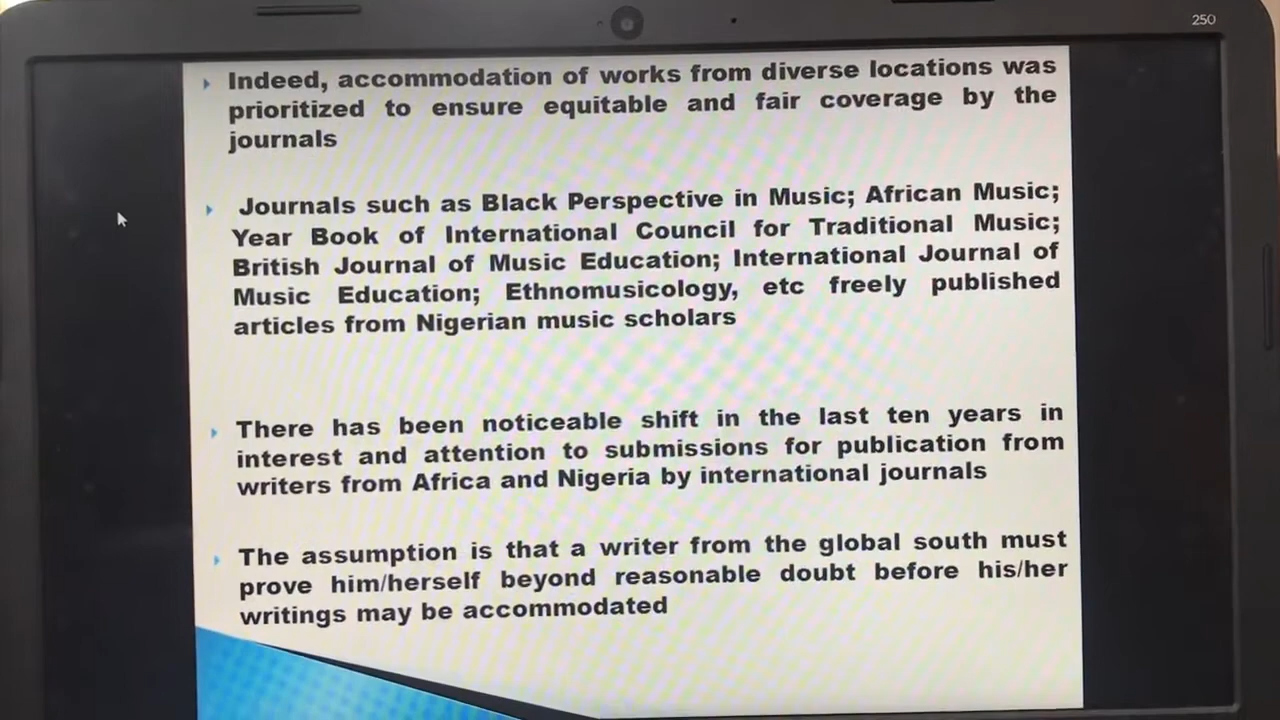 250
Indeed, accommodation of works from diverse locations was
prioritized to ensure equitable and fair coverage by the
journals
Journals such as Black Perspective in Music; African Music;
Year Book of International Council for Traditional Music;
British Journal of Music Education; International Journal of
Music Education; Ethnomusicology, etc freely published
articles from Nigerian music scholars
There has been noticeable shift in the last ten years in
interest and attention to submissions for publication from
writers from Africa and Nigeria by international journals
The assumption is that a writer from the global south must
prove him/herself beyond reasonable doubt before his/her
writings may be accommodated